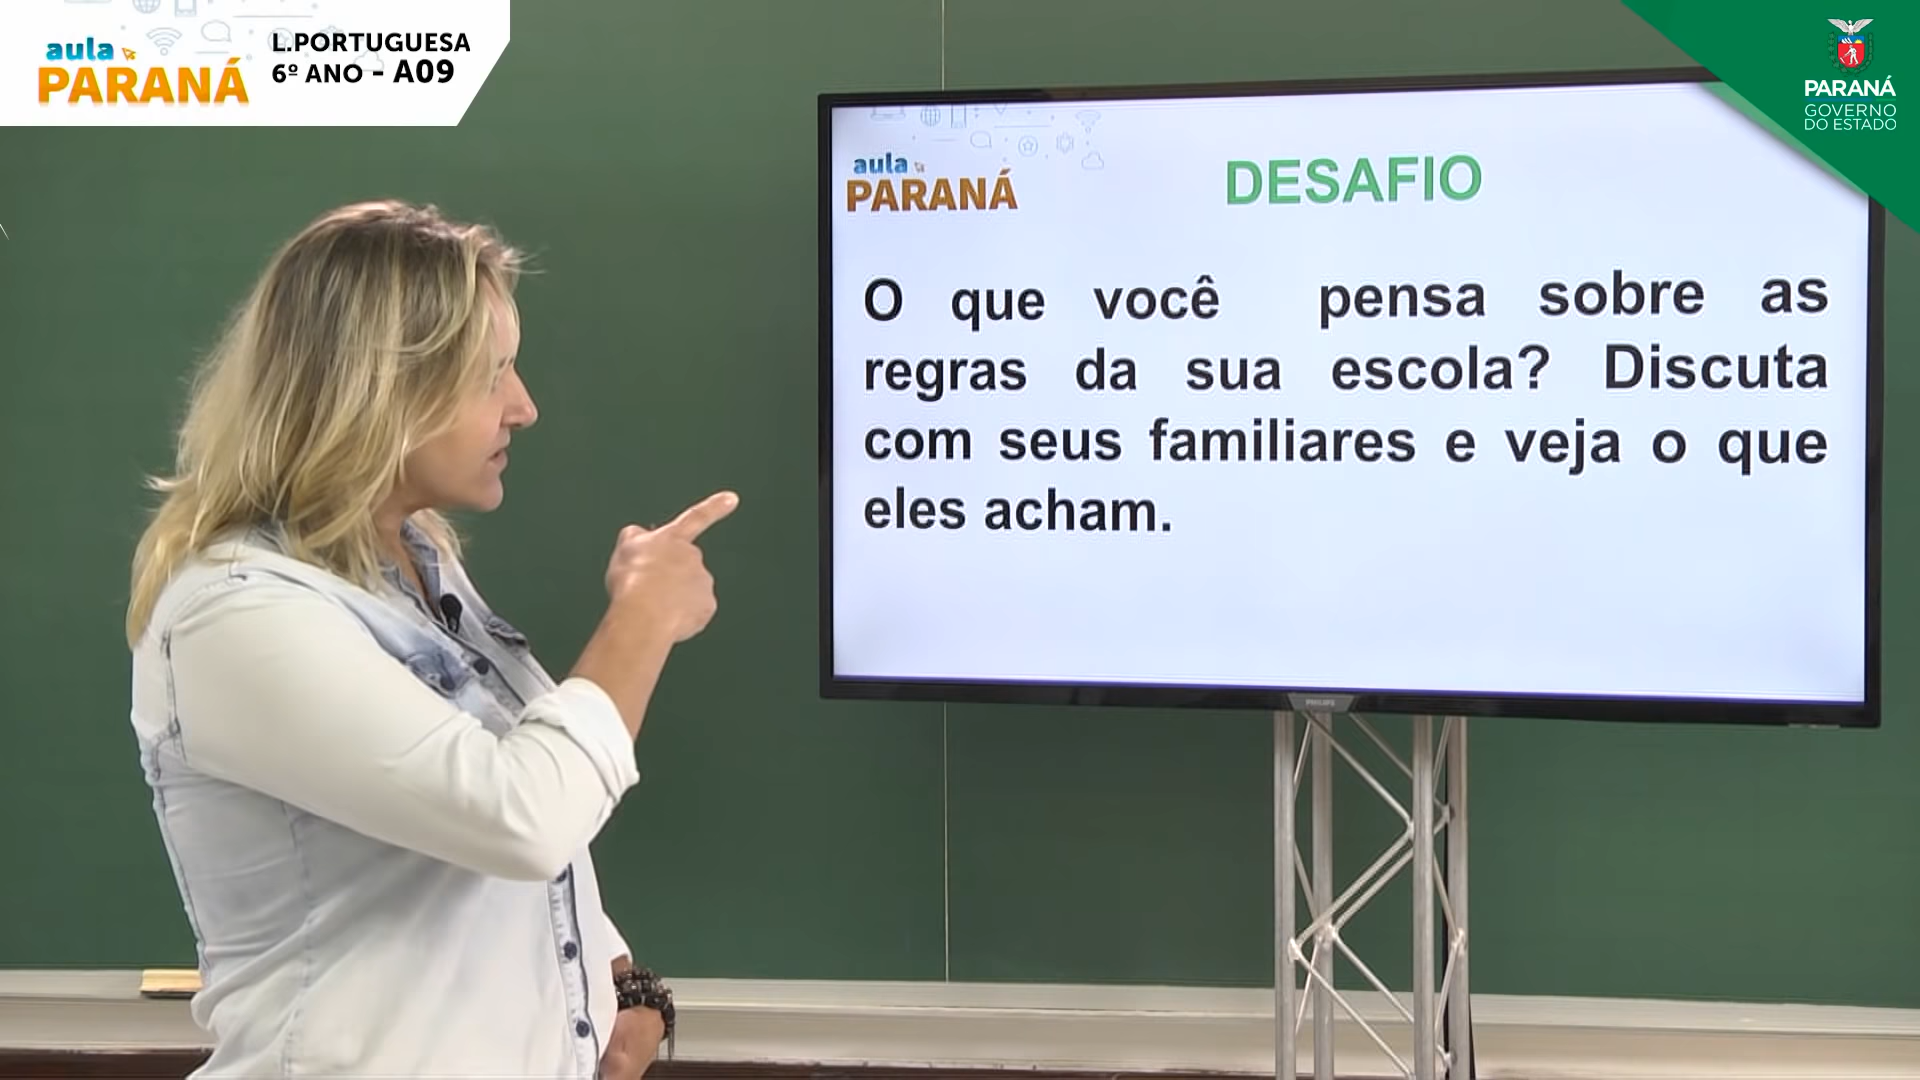 aula
PARANÁ
L.PORTUGUESA
6º ANO - A09
PARANÁ
GOVERNO
DO ESTADO
aula
PARANÁ
DESAFIO
O que você pensa sobre as
regras da sua escola? Discuta
com seus familiares e veja o que
eles acham.
PHILIPS